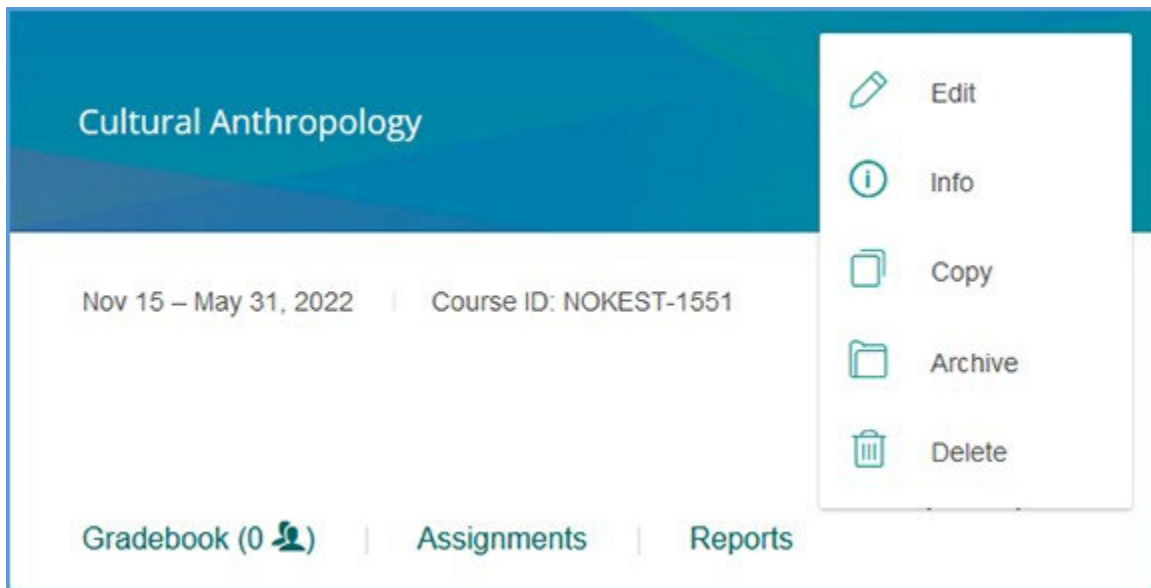 Cultural Anthropology
Nov 15 – May 31, 2022
Course ID: NOKEST-1551
Gradebook (0 )
Assignments
Reports
Edit
Info
Copy
Archive
Delete